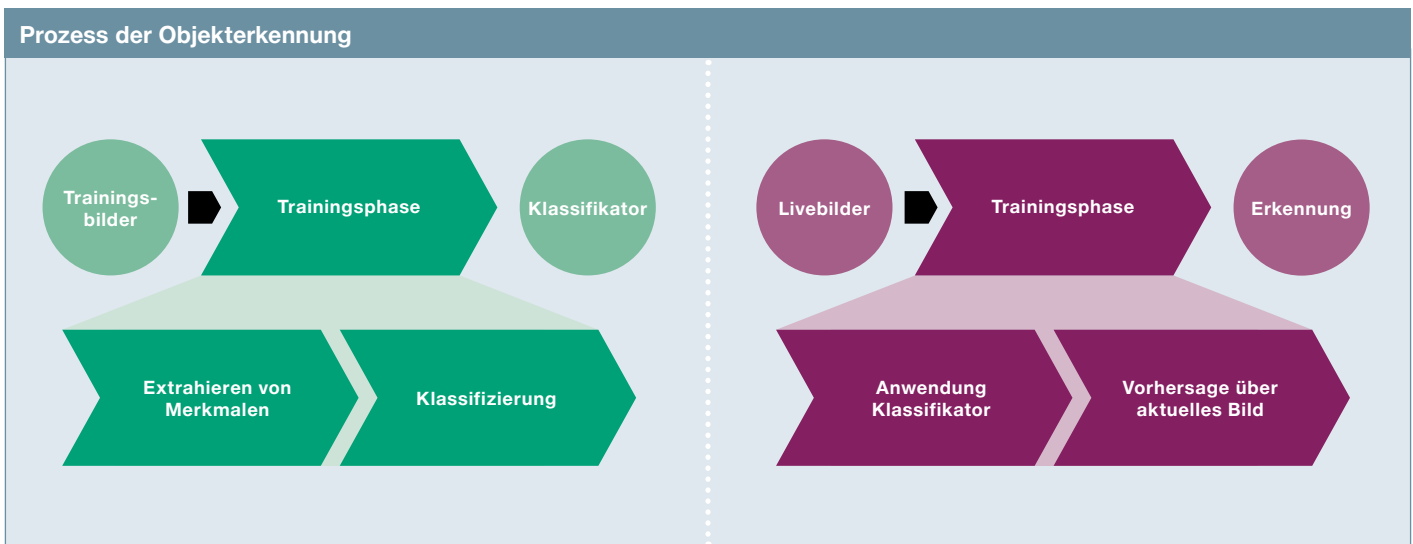 Prozess der Objekterkennung
Trainings-
bilder
Trainingsphase
Klassifikator
Extrahieren von
Merkmalen
Klassifizierung
Livebilder
Trainingsphase
Erkennung
Anwendung
Klassifikator
Vorhersage über
aktuelles Bild